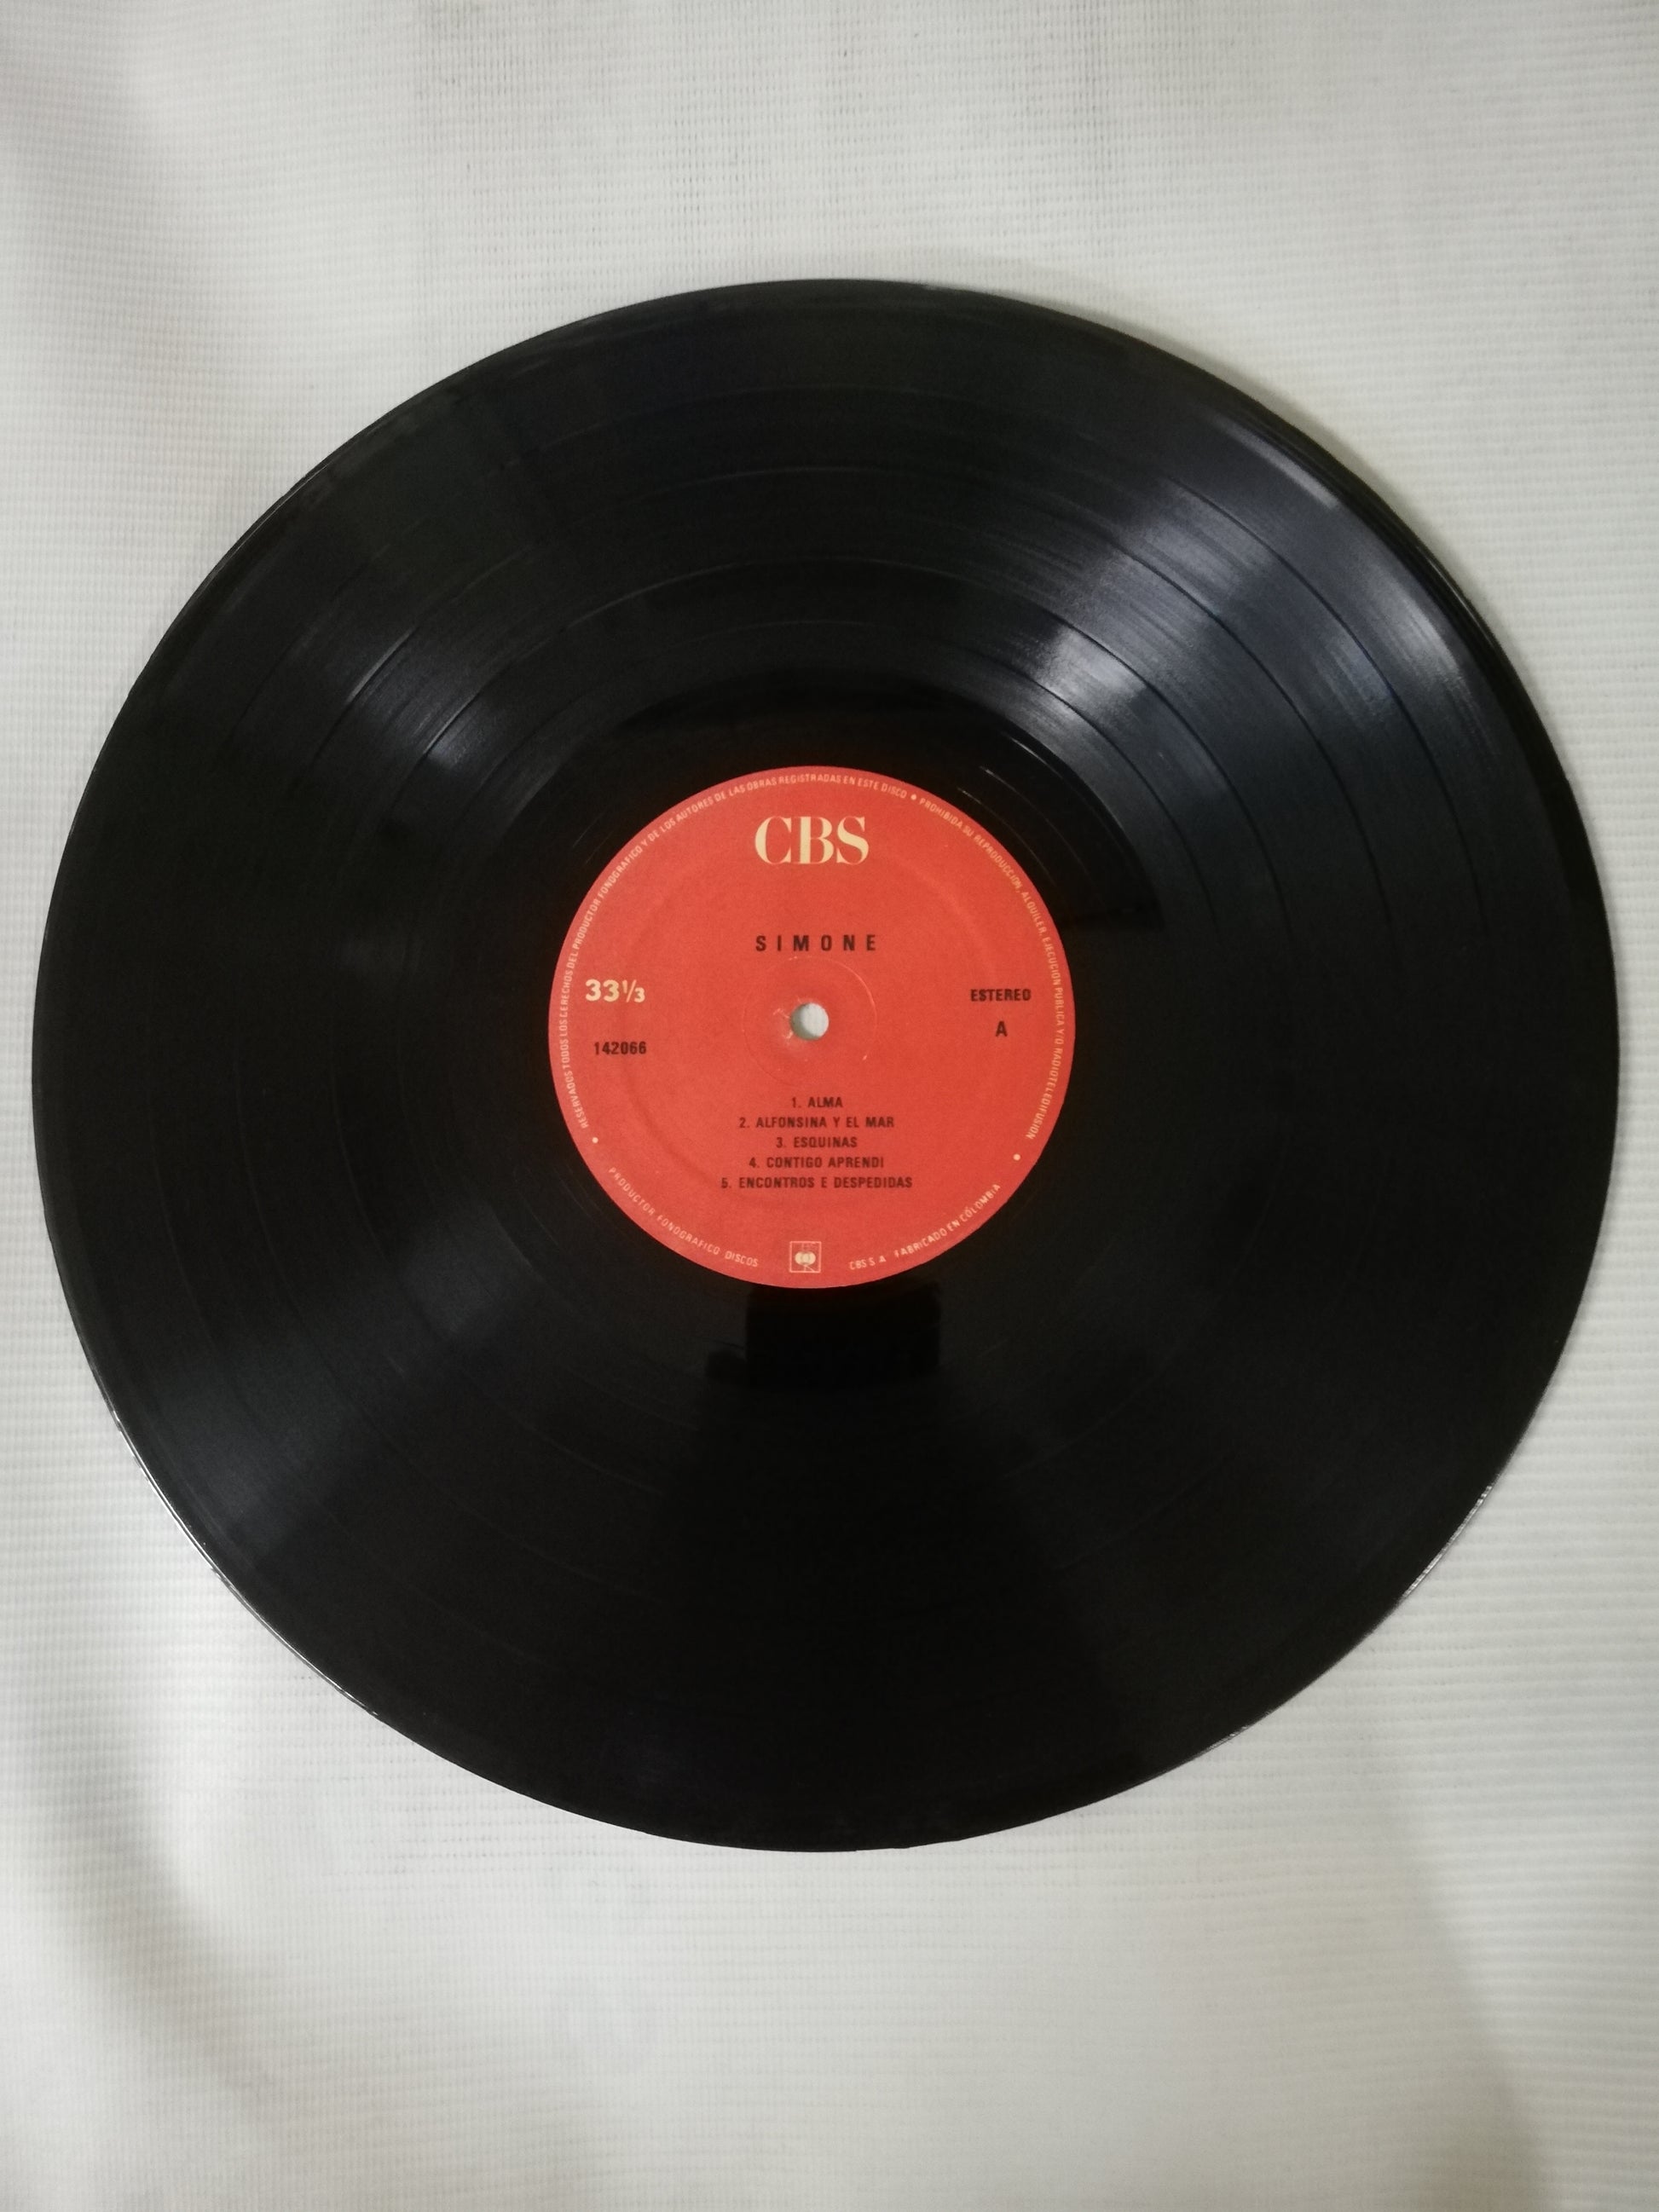 RESERVADOS TODOS LOS DERECHOS DEL PRODUCTOR FONOGRAFICO Y DE LOS AUTORES DE LAS OBRAS REGISTRADAS EN ESTE DISCO • PROHIBIDA SU REPRODUCCION, ALQUILER, EJECUCION PUBLICA Y/O RADIOTELEDIFUSION
CBS
SIMONE
33 1/3
ESTEREO
A
142066
1. ALMA
2. ALFONSINA Y EL MAR
3. ESQUINAS
4. CONTIGO APRENDI
5. ENCONTROS E DESPEDIDAS
PRODUCTOR FONOGRAFICO DISCOS CBS S A FABRICADO EN COLOMBIA